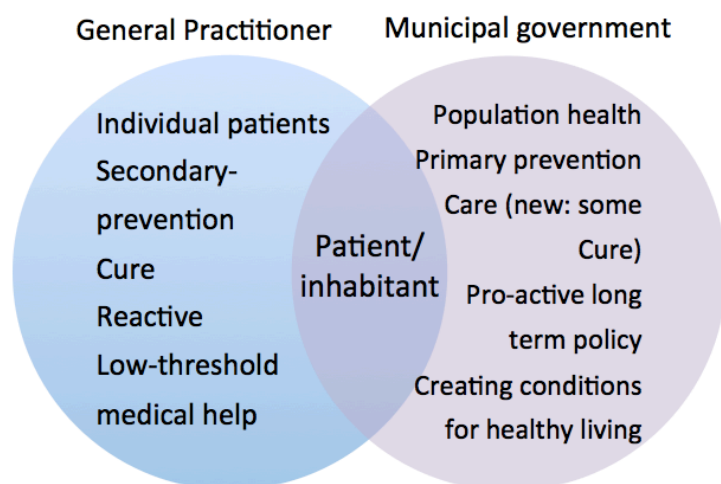 General Practitioner
Municipal government
Individual patients
Secondary-
prevention
Cure
Reactive
Low-threshold
medical help
Patient/
inhabitant
Population health
Primary prevention
Care (new: some
Cure)
Pro-active long
term policy
Creating conditions
for healthy living